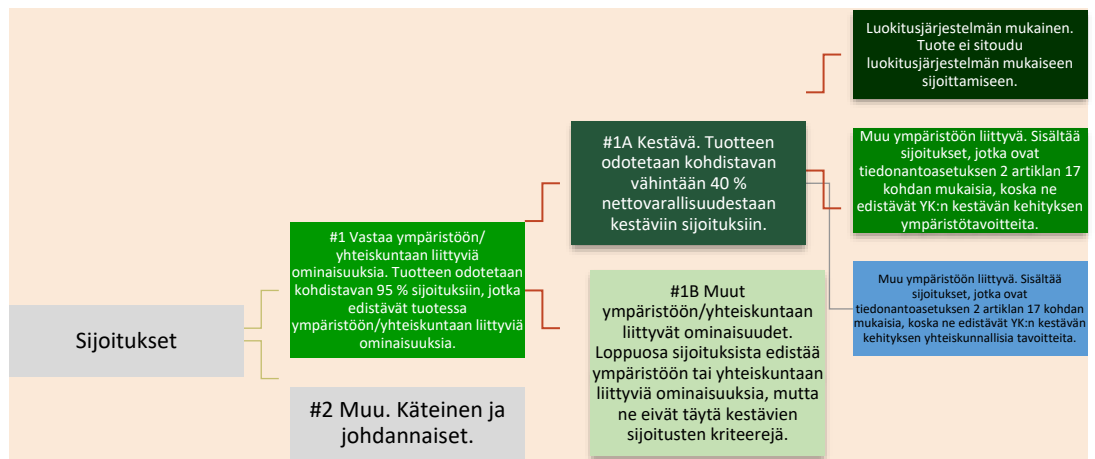 Sijoitukset
#1 Vastaa ympäristöön/
yhteiskuntaan liittyviä
ominaisuuksia. Tuotteen odotetaan
kohdistavan 95 % sijoituksiin, jotka
edistävät tuotessa
ympäristöön/yhteiskuntaan liittyviä
ominaisuuksia.
#2 Muu. Käteinen ja
johdannaiset.
#1A Kestävä. Tuotteen
odotetaan kohdistavan
vähintään 40 %
nettovarallisuudestaan
kestäviin sijoituksiin.
#1B Muut
ympäristöön/yhteiskuntaan
liittyvät ominaisuudet.
Loppuosa sijoituksista edistää
ympäristöön tai yhteiskuntaan
liittyviä ominaisuuksia, mutta
ne eivät täytä kestävien
sijoitusten kriteerejä.
Luokitusjärjestelmän mukainen.
Tuote ei sitoudu
luokitusjärjestelmän mukaiseen
sijoittamiseen.
Muu ympäristöön liittyvä. Sisältää
sijoitukset, jotka ovat
tiedonantoasetuksen 2 artiklan 17
kohdan mukaisia, koska ne
edistävät YK:n kestävän kehityksen
ympäristötavoitteita.
Muu ympäristöön liittyvä. Sisältää
sijoitukset, jotka ovat
tiedonantoasetuksen 2 artiklan 17 kohdan
mukaisia, koska ne edistävät YK:n kestävän
kehityksen yhteiskunnallisia tavoitteita.